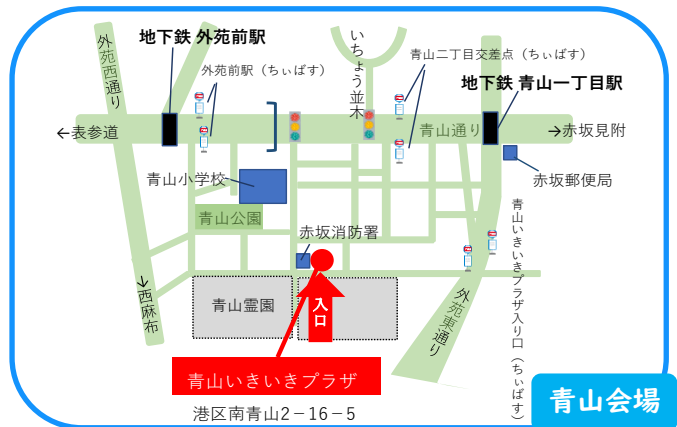 外苑西通り
地下鉄 外苑前駅
外苑前駅（ちぃばす）
いちょう並木
青山二丁目交差点（ちぃばす）
地下鉄 青山一丁目駅
←表参道
青山通り
→赤坂見附
青山小学校
赤坂郵便局
青山公園
赤坂消防署
青山いきいきプラザ入り口（ちぃばす）
→西麻布
青山霊園
入口
外苑東通り
青山いきいきプラザ
港区南青山2－16－5
青山会場